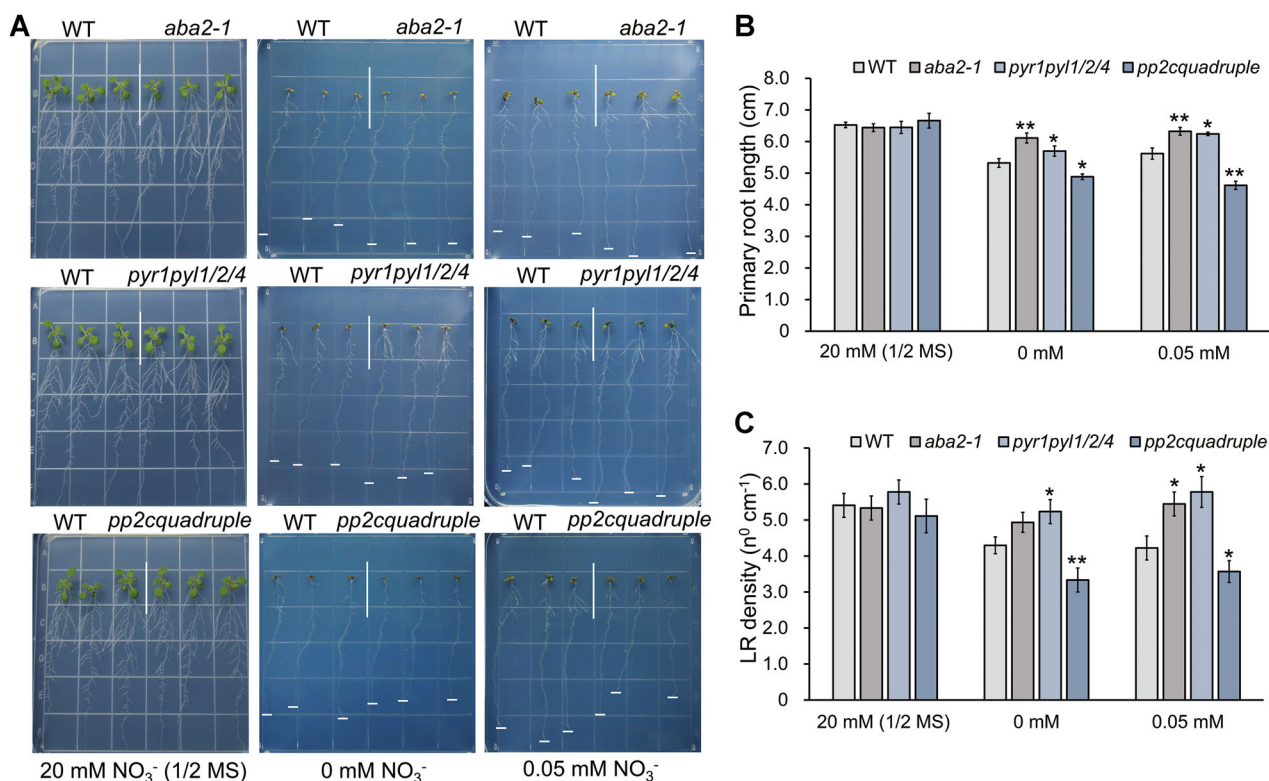 A
WT aba2-1 WT aba2-1 WT aba2-1
WT pyr1pyl1/2/4 WT pyr1pyl1/2/4 WT pyr1pyl1/2/4
WT pp2cquadruple WT pp2cquadruple WT pp2cquadruple
20 mM NO₃⁻ (1/2 MS) 0 mM NO₃⁻ 0.05 mM NO₃⁻
B
WT aba2-1 pyr1pyl1/2/4 pp2cquadruple
Primary root length (cm)
8.0
7.0
6.0
5.0
4.0
3.0
2.0
1.0
0
** * * ** * **
20 mM (1/2 MS) 0 mM 0.05 mM
C
WT aba2-1 pyr1pyl1/2/4 pp2cquadruple
LR density (n⁰ cm⁻¹)
7.0
6.0
5.0
4.0
3.0
2.0
1.0
0
* ** * * *
20 mM (1/2 MS) 0 mM 0.05 mM